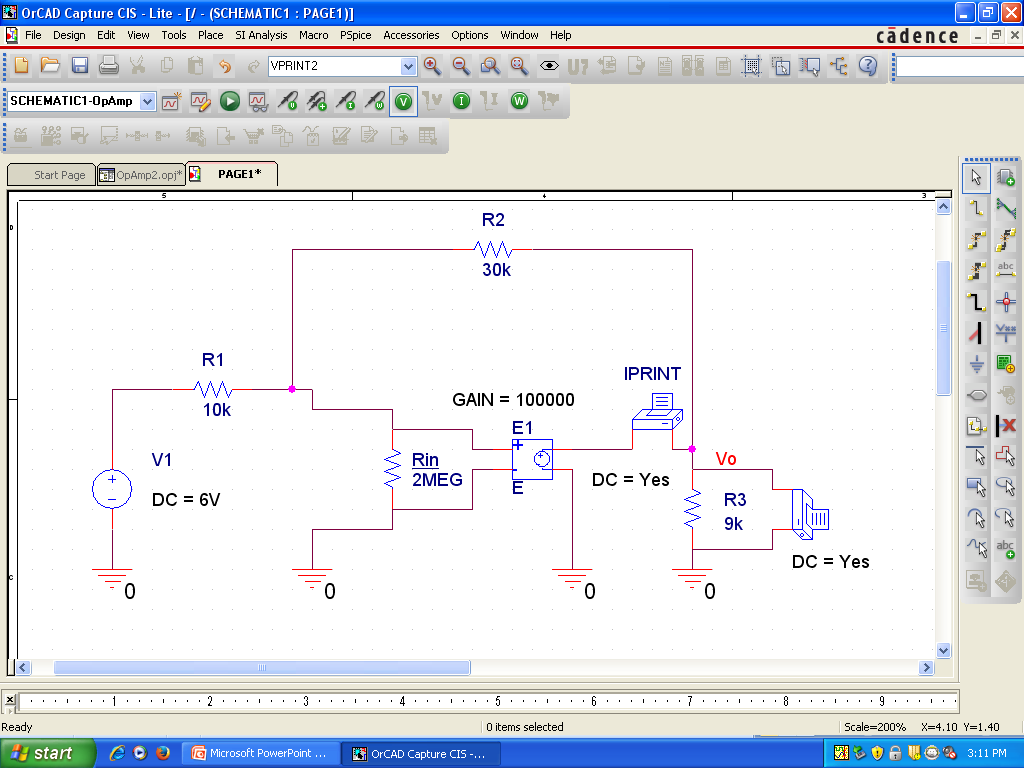 OrCAD Capture CIS - Lite - [/ - (SCHEMATIC1 : PAGE1)]
File Design Edit View Tools Place SI Analysis Macro PSpice Accessories Options Window Help
cādence
VPRINT2
U?
SCHEMATIC1-OpAmp
V V I I W
Start Page
OpAmp2.opj*
PAGE1*
5 4 3
D
C
R2
30k
R1
10k
IPRINT
GAIN = 100000
E1
V1
Rin
2MEG
E
DC = 6V
DC = Yes
Vo
R3
9k
DC = Yes
0 0 0 0
abc
abc
1 2 3 4 5 6 7 8 9
Ready
0 items selected
Scale=200% X=4.10 Y=1.40
start
Microsoft PowerPoint ...
OrCAD Capture CIS -...
3:11 PM